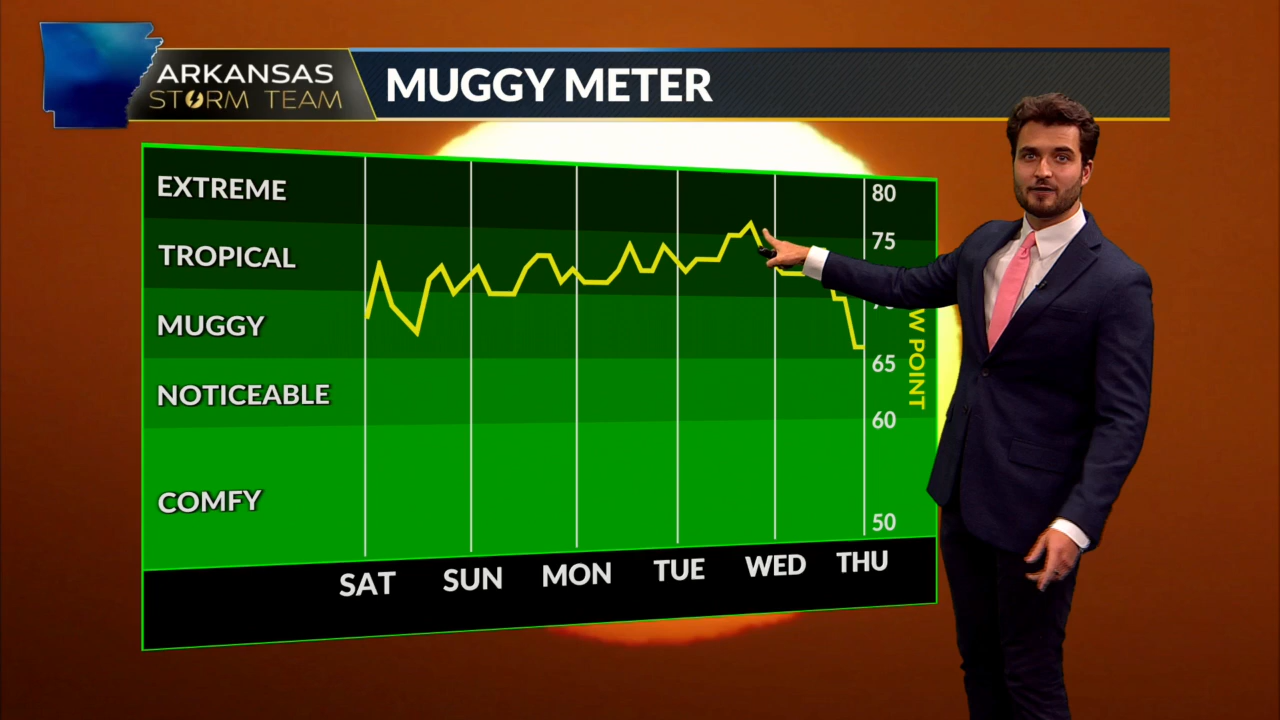 ARKANSAS
STORM TEAM
MUGGY METER
EXTREME
TROPICAL
MUGGY
NOTICEABLE
COMFY
80
75
65
60
50
W POINT
SAT SUN MON TUE WED THU